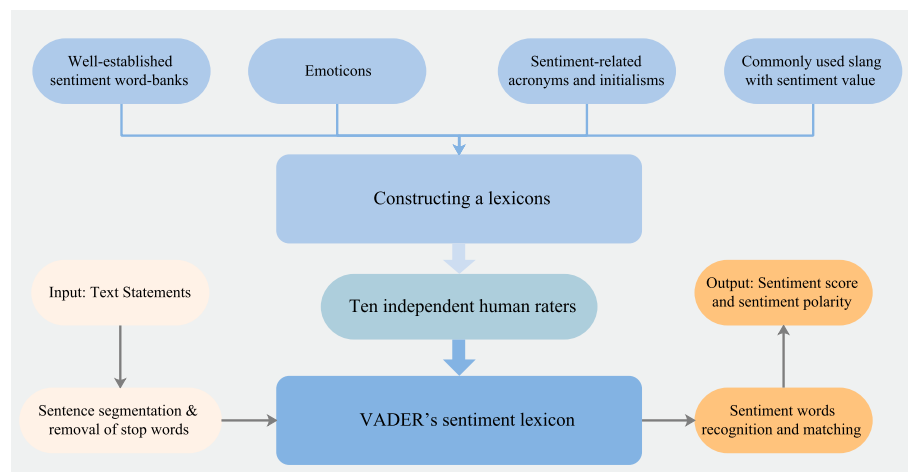 Well-established
sentiment word-banks
Emoticons
Sentiment-related
acronyms and initialisms
Commonly used slang
with sentiment value
Constructing a lexicons
Input: Text Statements
Ten independent human raters
Output: Sentiment score
and sentiment polarity
Sentence segmentation &
removal of stop words
VADER's sentiment lexicon
Sentiment words
recognition and matching